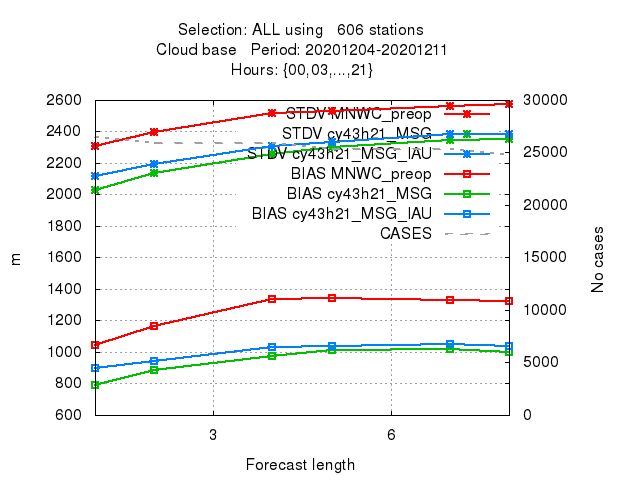 Selection: ALL using 606 stations
Cloud base Period: 20201204-20201211
Hours: {00,03,...,21}
2600
2400
2200
2000
1800
1600
1400
1200
1000
800
600
m
30000
25000
20000
15000
10000
5000
0
No cases
STDV MNWC_preop
STDV cy43h21_MSG
STDV cy43h21_MSG_IAU
BIAS MNWC_preop
BIAS cy43h21_MSG
BIAS cy43h21_MSG_IAU
CASES
3 6
Forecast length